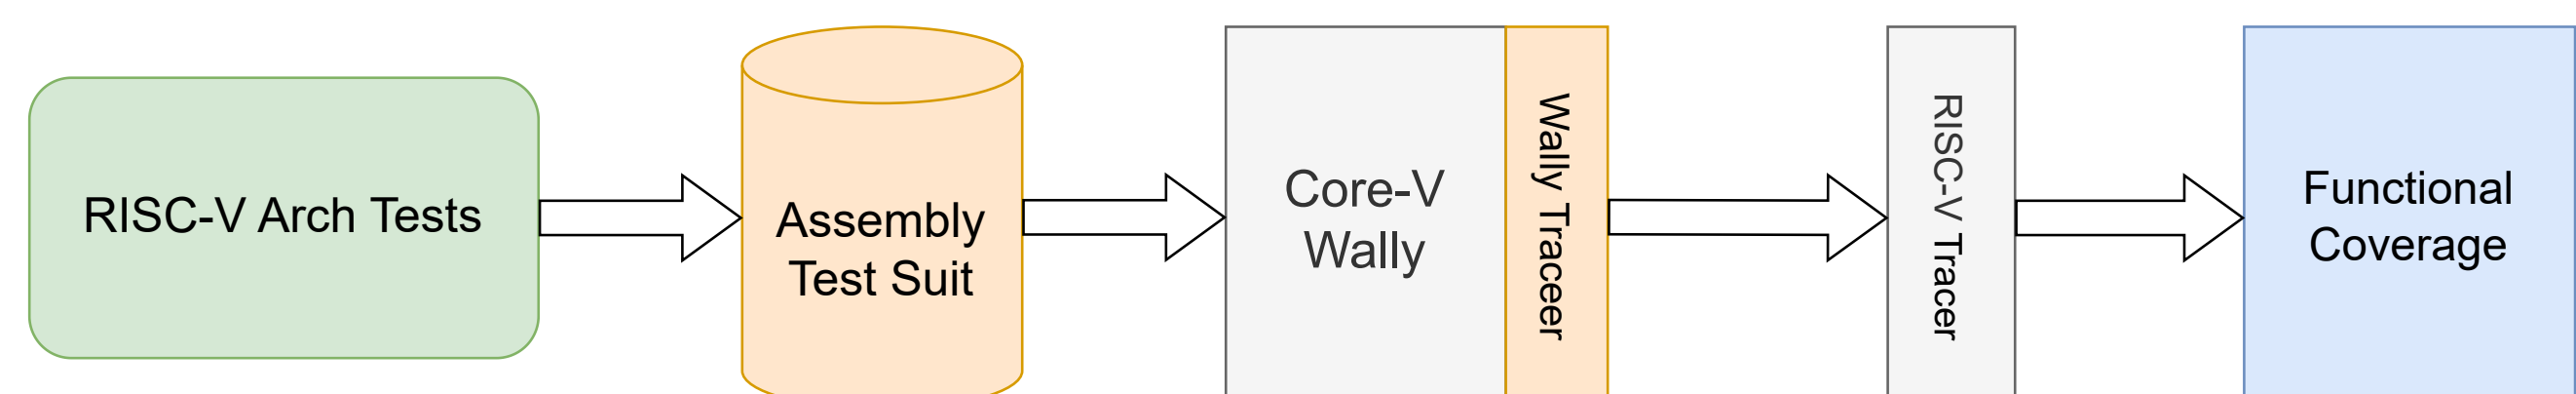 RISC-V Arch Tests
Assembly
Test Suit
Core-V
Wally
Wally Traceer
RISC-V Tracer
Functional
Coverage